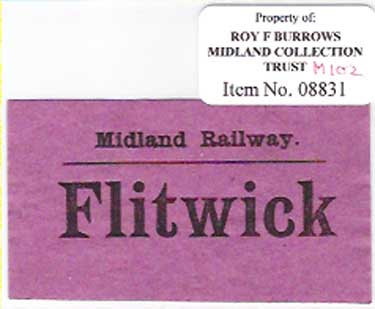 Property of:
ROY F BURROWS
MIDLAND COLLECTION
TRUST M102
Item No. 08831
Midland Railway.
Flitwick